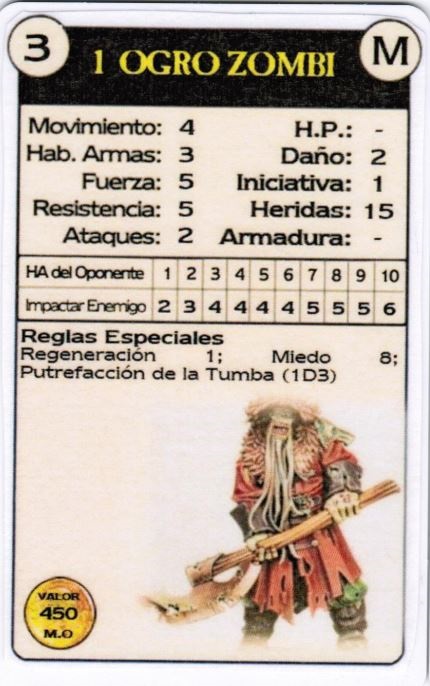 3
1 OGRO ZOMBI
M
Movimiento: 4 H.P.: -
Hab. Armas: 3 Daño: 2
Fuerza: 5 Iniciativa: 1
Resistencia: 5 Heridas: 15
Ataques: 2 Armadura: -
HA del Oponente 1 2 3 4 5 6 7 8 9 10
Impactar Enemigo 2 3 4 4 4 4 5 5 5 6
Reglas Especiales
Regeneración 1; Miedo 8;
Putrefacción de la Tumba (1D3)
VALOR
450
M.O